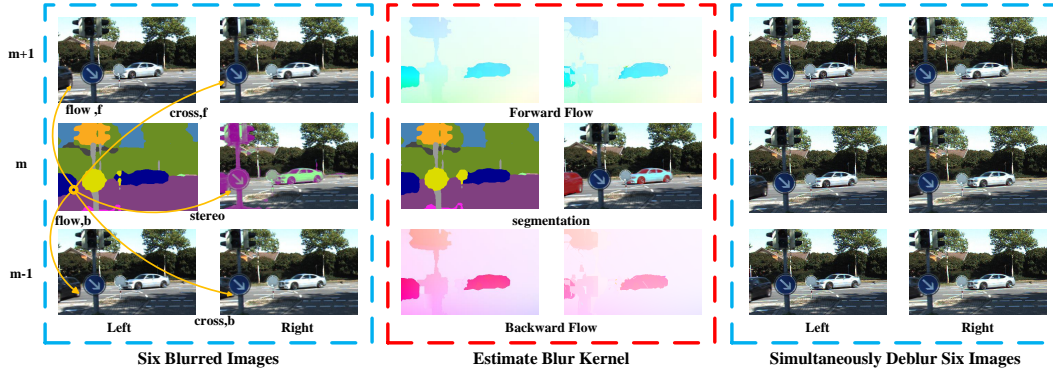 m+1
flow ,f
cross,f
m
flow,b
stereo
m-1
cross,b
Left
Right
Six Blurred Images
Forward Flow
segmentation
Backward Flow
Estimate Blur Kernel
Left
Right
Simultaneously Deblur Six Images